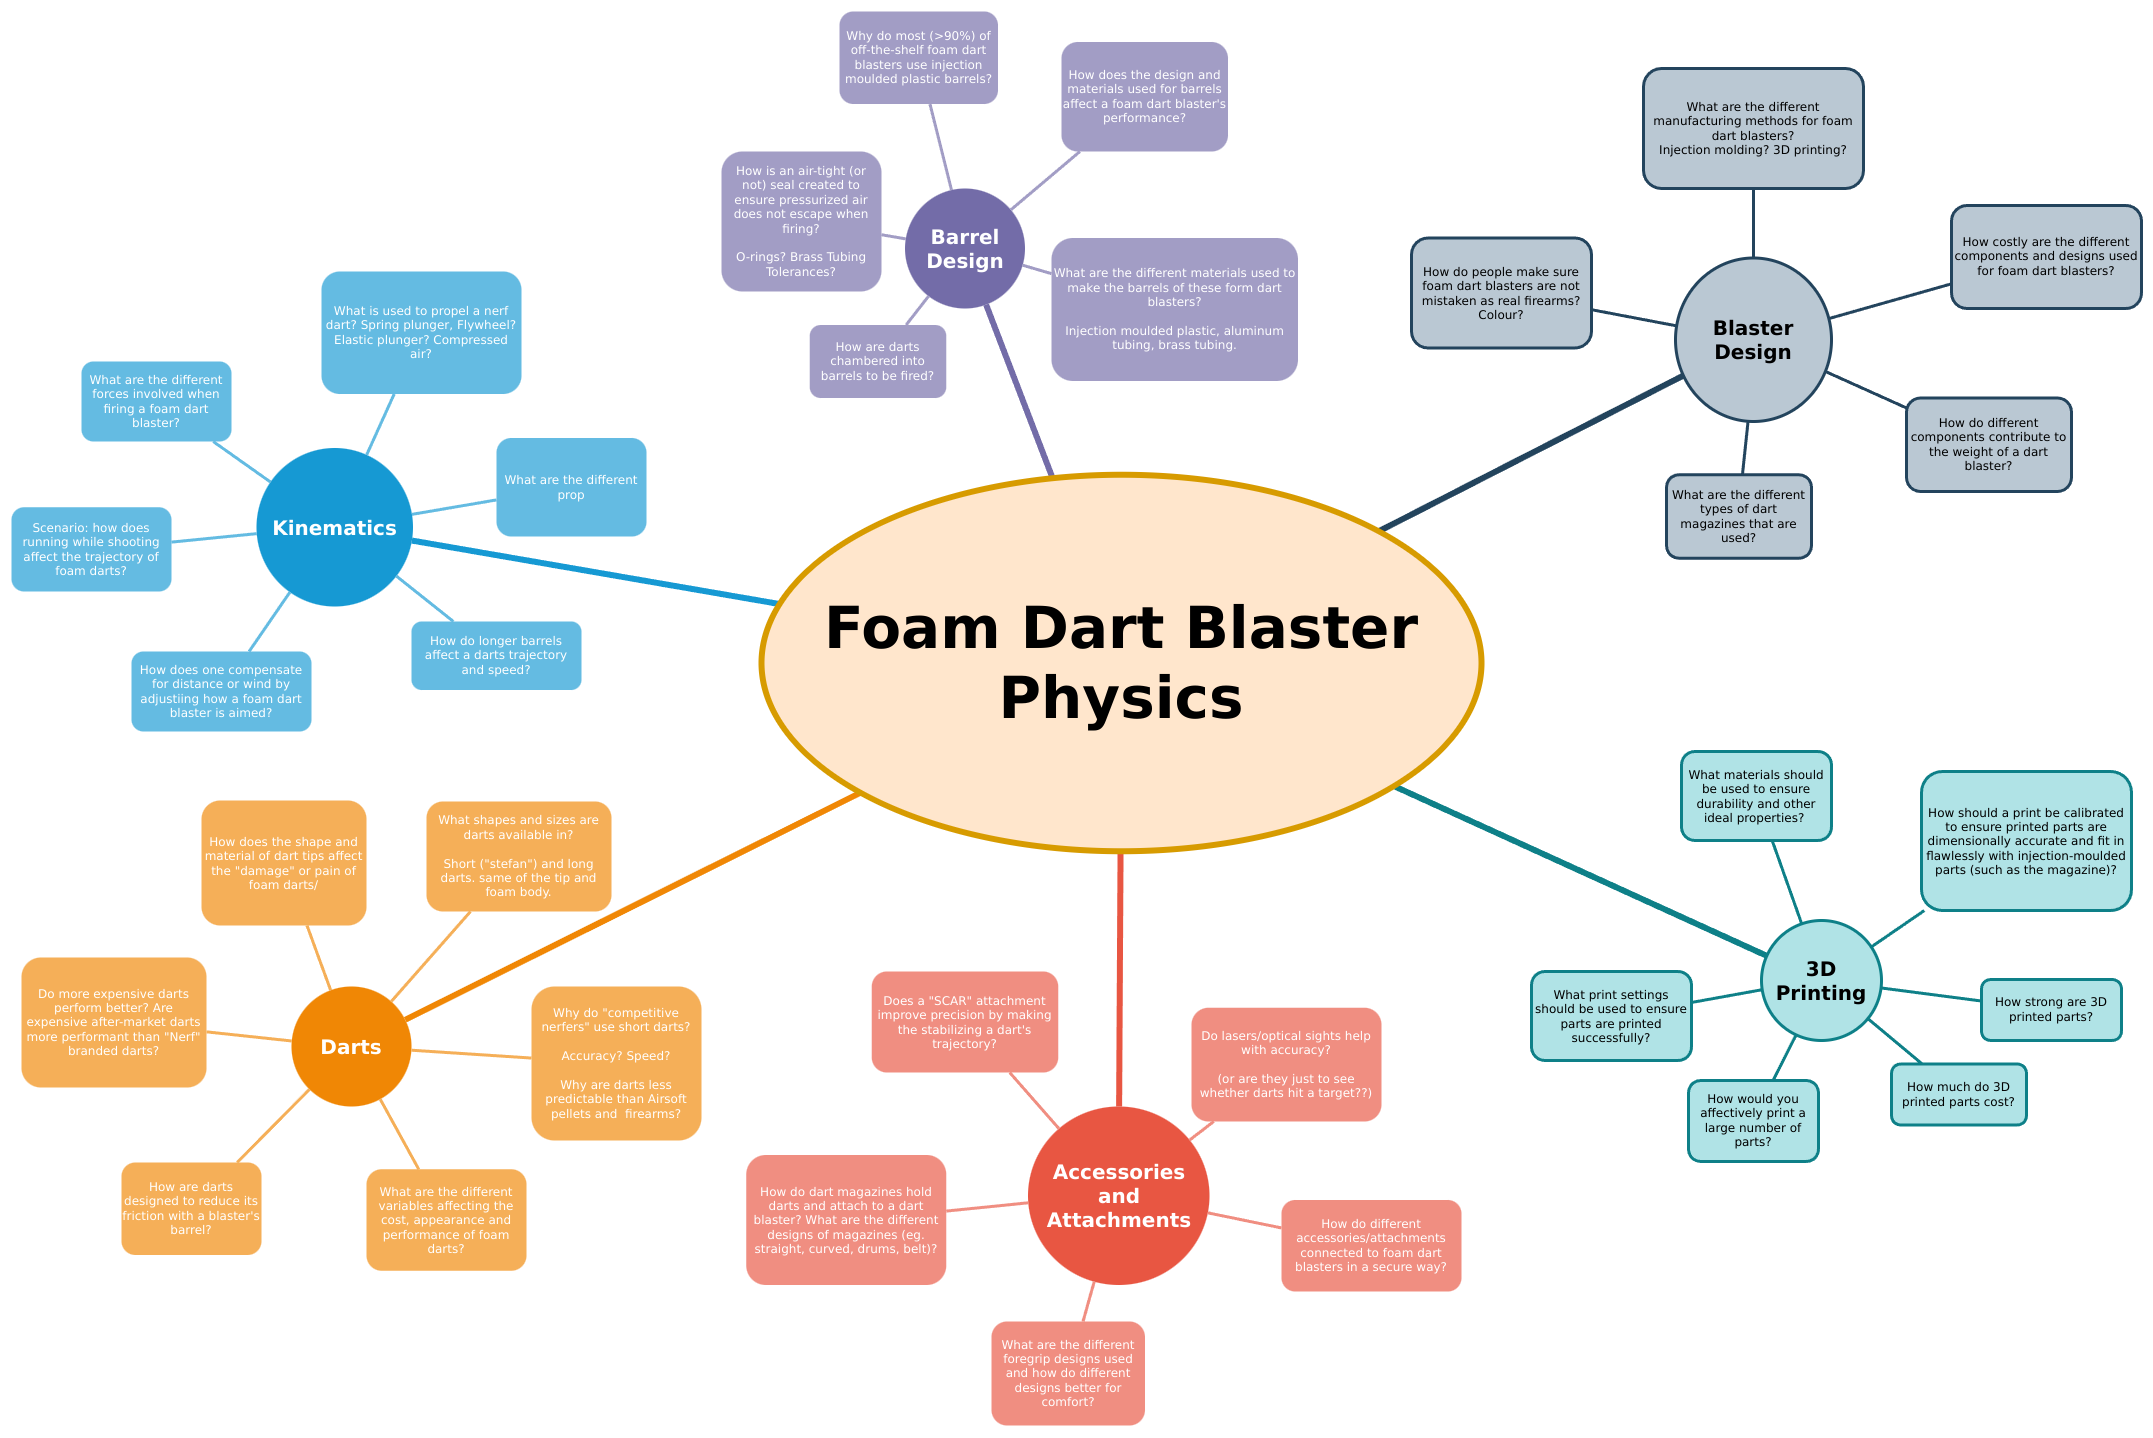 Foam Dart Blaster
Physics
Barrel
Design
Why do most (>90%) of
off-the-shelf foam dart
blasters use injection
moulded plastic barrels?
How does the design and
materials used for barrels
affect a foam dart blaster's
performance?
How is an air-tight (or
not) seal created to
ensure pressurized air
does not escape when
firing?
O-rings? Brass Tubing
Tolerances?
What are the different materials used to
make the barrels of these form dart
blasters?
Injection moulded plastic, aluminum
tubing, brass tubing.
How are darts
chambered into
barrels to be fired?
Blaster
Design
What are the different
manufacturing methods for foam
dart blasters?
Injection molding? 3D printing?
How costly are the different
components and designs used
for foam dart blasters?
How do people make sure
foam dart blasters are not
mistaken as real firearms?
Colour?
How do different
components contribute to
the weight of a dart
blaster?
What are the different
types of dart
magazines that are
used?
Kinematics
What is used to propel a nerf
dart? Spring plunger, Flywheel?
Elastic plunger? Compressed
air?
What are the different
forces involved when
firing a foam dart
blaster?
What are the different
prop
Scenario: how does
running while shooting
affect the trajectory of
foam darts?
How do longer barrels
affect a darts trajectory
and speed?
How does one compensate
for distance or wind by
adjustiing how a foam dart
blaster is aimed?
Darts
How does the shape and
material of dart tips affect
the "damage" or pain of
foam darts/
What shapes and sizes are
darts available in?
Short ("stefan") and long
darts. same of the tip and
foam body.
Do more expensive darts
perform better? Are
expensive after-market darts
more performant than "Nerf"
branded darts?
Why do "competitive
nerfers" use short darts?
Accuracy? Speed?
Why are darts less
predictable than Airsoft
pellets and  firearms?
How are darts
designed to reduce its
friction with a blaster's
barrel?
What are the different
variables affecting the
cost, appearance and
performance of foam
darts?
Accessories
and
Attachments
Does a "SCAR" attachment
improve precision by making
the stabilizing a dart's
trajectory?
Do lasers/optical sights help
with accuracy?
(or are they just to see
whether darts hit a target??)
How do dart magazines hold
darts and attach to a dart
blaster? What are the different
designs of magazines (eg.
straight, curved, drums, belt)?
How do different
accessories/attachments
connected to foam dart
blasters in a secure way?
What are the different
foregrip designs used
and how do different
designs better for
comfort?
3D
Printing
What materials should
be used to ensure
durability and other
ideal properties?
How should a print be calibrated
to ensure printed parts are
dimensionally accurate and fit in
flawlessly with injection-moulded
parts (such as the magazine)?
What print settings
should be used to ensure
parts are printed
successfully?
How strong are 3D
printed parts?
How much do 3D
printed parts cost?
How would you
affectively print a
large number of
parts?